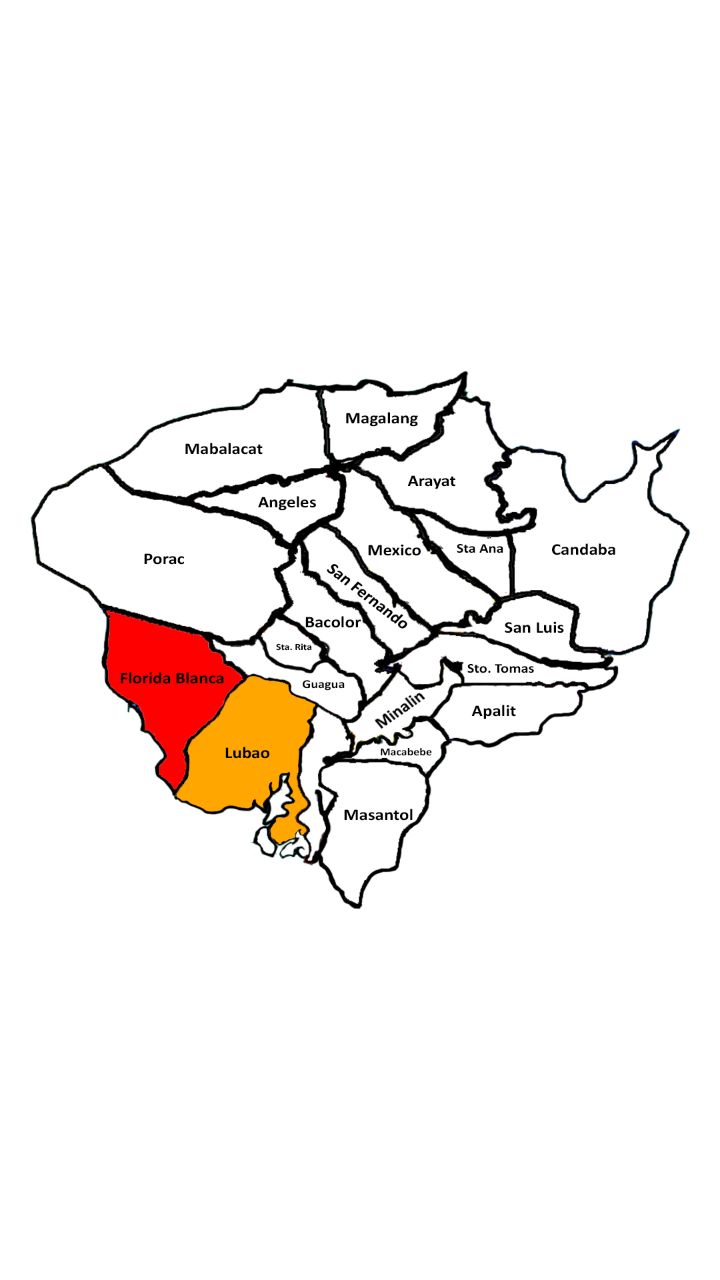 Magalang
Mabalacat
Arayat
Angeles
Mexico
Sta Ana
Candaba
Porac
San Fernando
Bacolor
San Luis
Sta. Rita
Sto. Tomas
Florida Blanca
Guagua
Minalin
Apalit
Lubao
Macabebe
Masantol